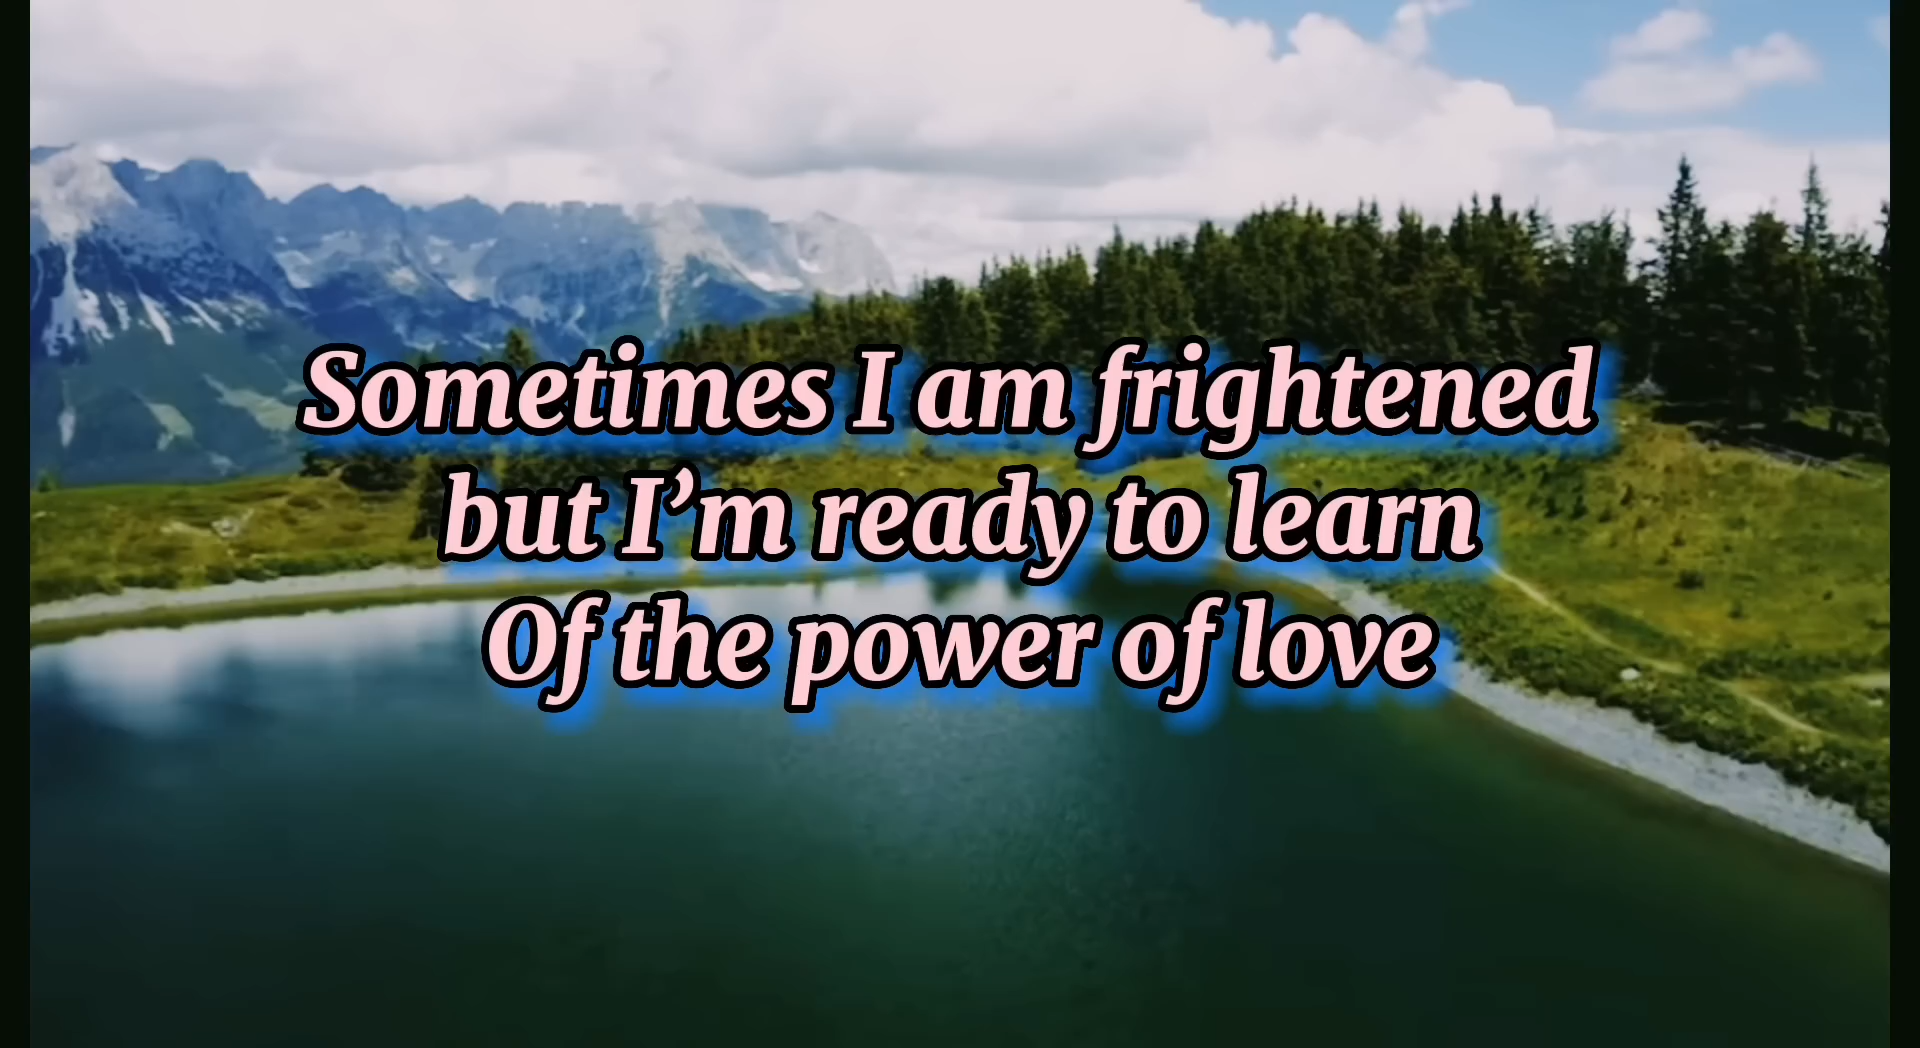 Sometimes I am frightened
but I’m ready to learn
Of the power of love